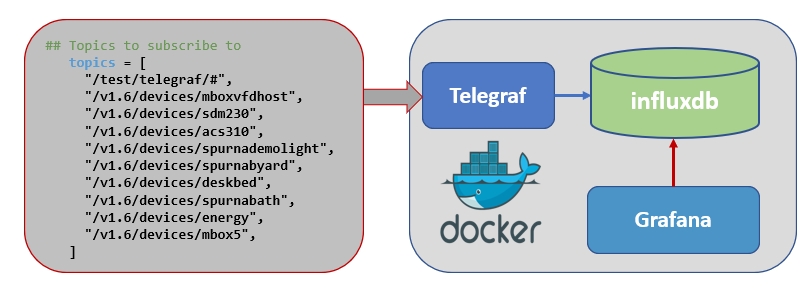 ## Topics to subscribe to
topics = [
"/test/telegraf/#",
"/v1.6/devices/mboxvfdhost",
"/v1.6/devices/sdm230",
"/v1.6/devices/acs310",
"/v1.6/devices/spurnademolight",
"/v1.6/devices/spurnabyard",
"/v1.6/devices/deskbed",
"/v1.6/devices/spurnabath",
"/v1.6/devices/energy",
"/v1.6/devices/mbox5",
]
Telegraf
influxdb
docker
Grafana